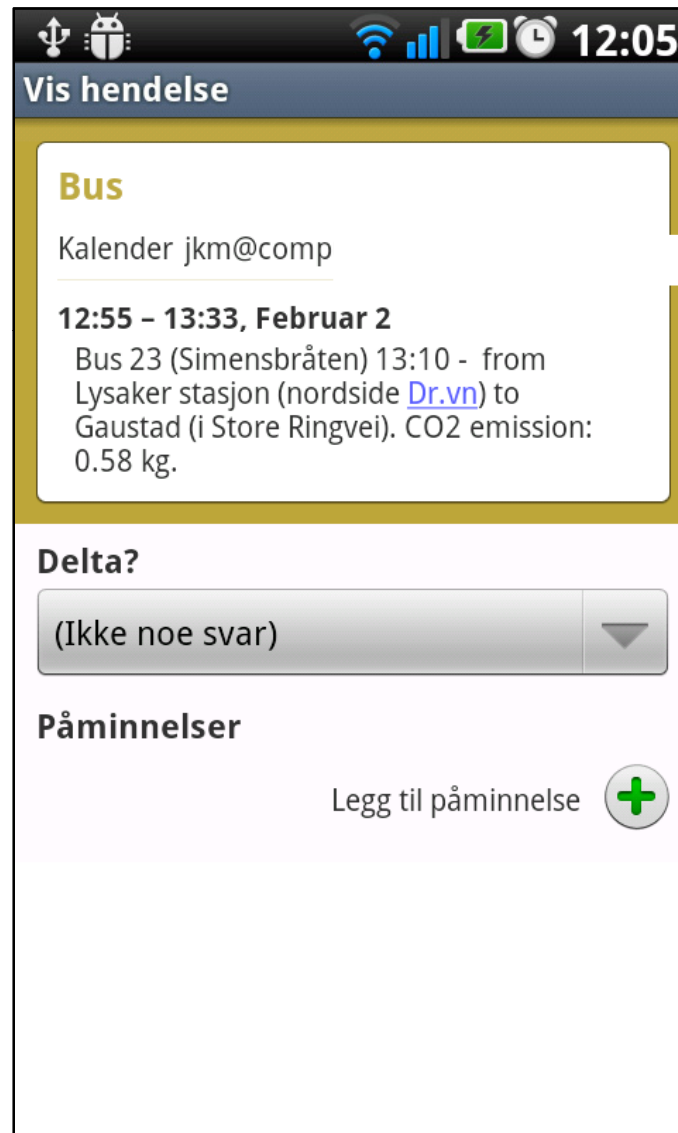 12:05
Vis hendelse
Bus
Kalender jkm@comp
12:55 – 13:33, Februar 2
Bus 23 (Simensbråten) 13:10 - from
Lysaker stasjon (nordside Dr.vn) to
Gaustad (i Store Ringvei). CO2 emission:
0.58 kg.
Delta?
(Ikke noe svar)
Påminnelser
Legg til påminnelse